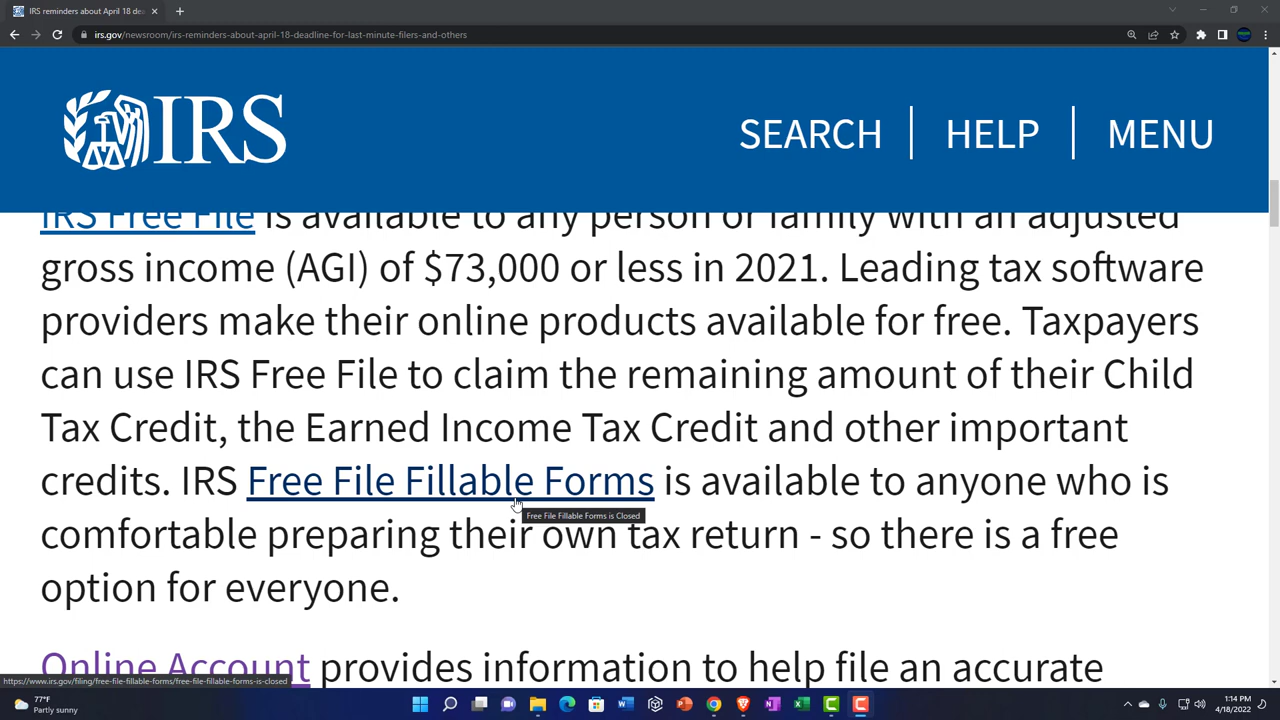 IRS reminders about April 18 dea
irs.gov/newsroom/irs-reminders-about-april-18-deadline-for-last-minute-filers-and-others
IRS
SEARCH
HELP
MENU
IRS Free File is available to any person or family with an adjusted
gross income (AGI) of $73,000 or less in 2021. Leading tax software
providers make their online products available for free. Taxpayers
can use IRS Free File to claim the remaining amount of their Child
Tax Credit, the Earned Income Tax Credit and other important
credits. IRS Free File Fillable Forms is available to anyone who is
Free File Fillable Forms is Closed
comfortable preparing their own tax return - so there is a free
option for everyone.
Online Account provides information to help file an accurate
https://www.irs.gov/filing/free-file-fillable-forms/free-file-fillable-forms-is-closed
77°F
Partly sunny
1:14 PM
4/18/2022